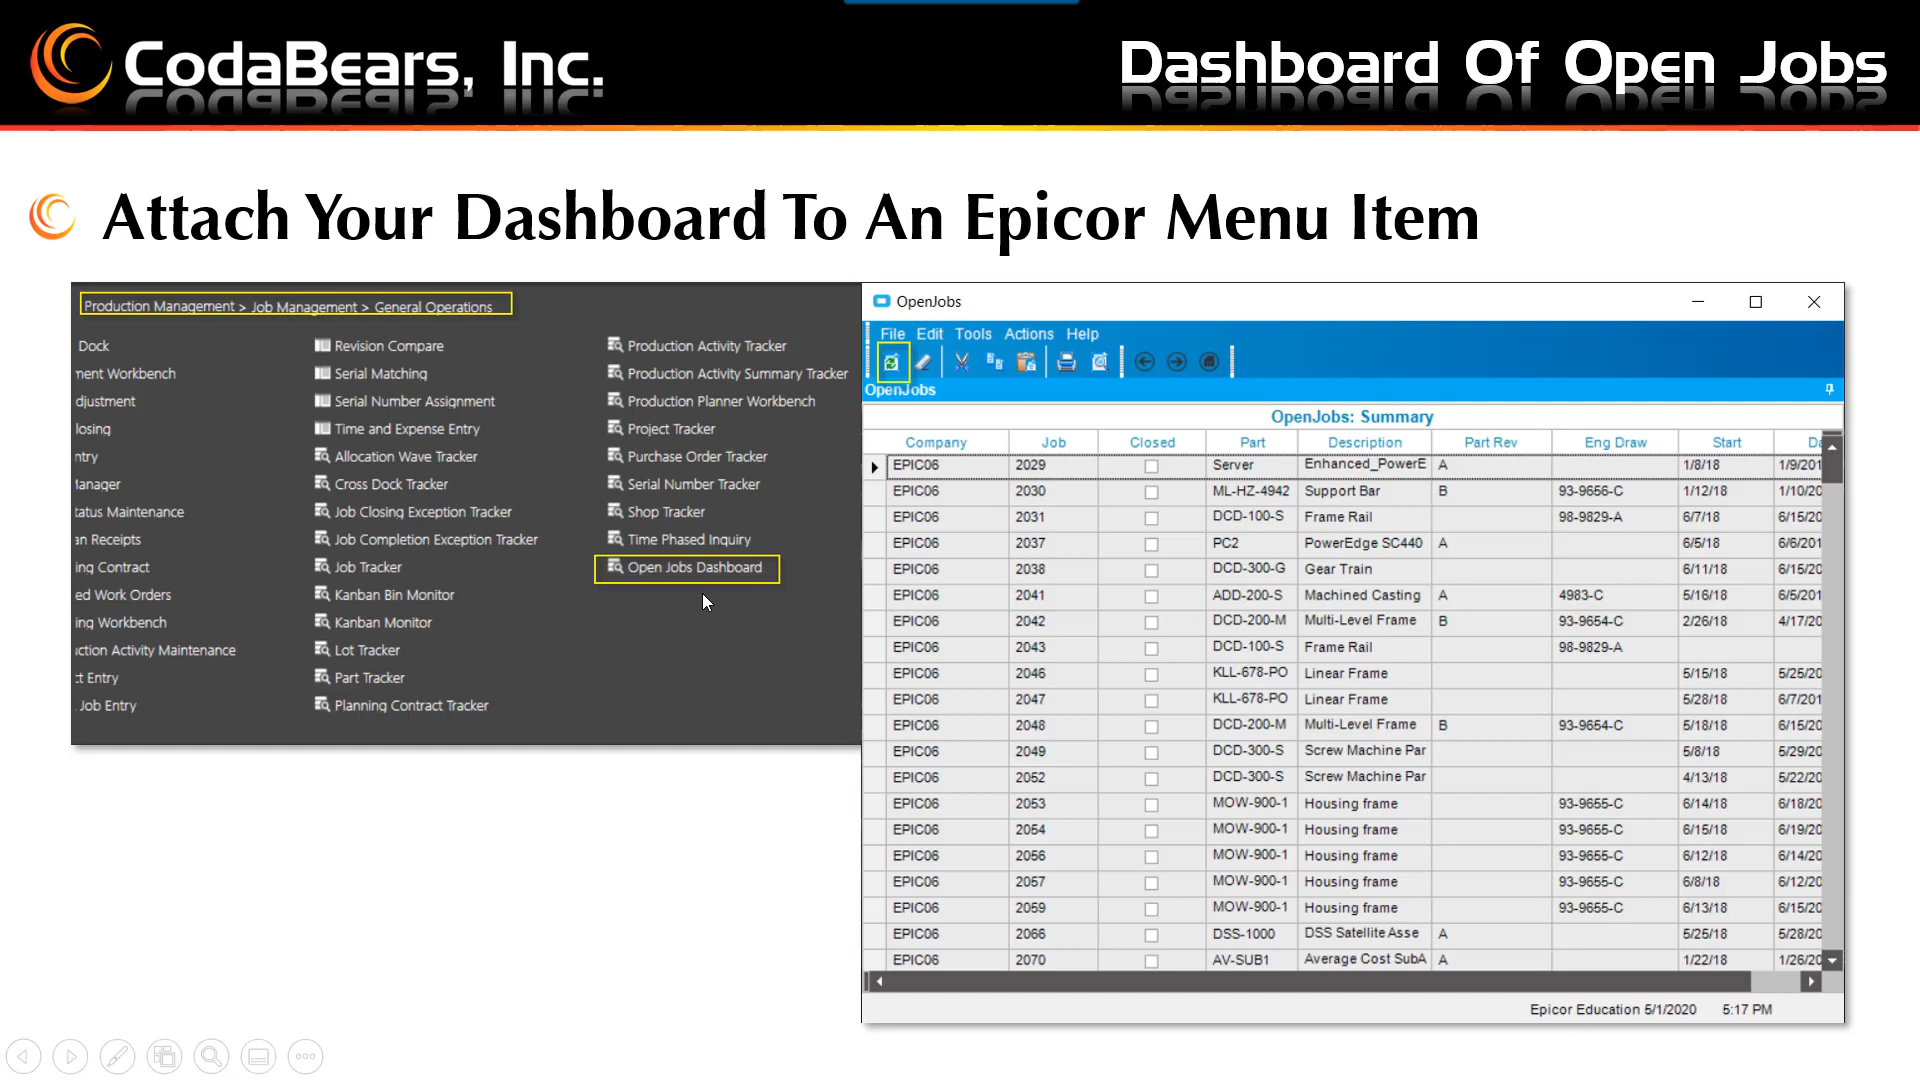 CodaBears, Inc.
Dashboard Of Open Jobs
Attach Your Dashboard To An Epicor Menu Item
Production Management > Job Management > General Operations
Dock
Revision Compare
Production Activity Tracker
ment Workbench
Serial Matching
Production Activity Summary Tracker
djustment
Serial Number Assignment
Production Planner Workbench
losing
Time and Expense Entry
Project Tracker
ntry
Allocation Wave Tracker
Purchase Order Tracker
lanager
Cross Dock Tracker
Serial Number Tracker
tatus Maintenance
Job Closing Exception Tracker
Shop Tracker
an Receipts
Job Completion Exception Tracker
Time Phased Inquiry
ing Contract
Job Tracker
Open Jobs Dashboard
ed Work Orders
Kanban Bin Monitor
ing Workbench
Kanban Monitor
uction Activity Maintenance
Lot Tracker
ct Entry
Part Tracker
Job Entry
Planning Contract Tracker
OpenJobs
File Edit Tools Actions Help
OpenJobs
OpenJobs: Summary
Company Job Closed Part Description Part Rev Eng Draw Start
EPIC06 2029 Server Enhanced_PowerE A 1/8/18 1/9/201
EPIC06 2030 ML-HZ-4942 Support Bar B 93-9656-C 1/12/18 1/10/20
EPIC06 2031 DCD-100-S Frame Rail 98-9829-A 6/7/18 6/15/20
EPIC06 2037 PC2 PowerEdge SC440 A 6/5/18 6/6/201
EPIC06 2038 DCD-300-G Gear Train 6/11/18 6/15/20
EPIC06 2041 ADD-200-S Machined Casting A 4983-C 5/16/18 6/5/201
EPIC06 2042 DCD-200-M Multi-Level Frame B 93-9654-C 2/26/18 4/17/20
EPIC06 2043 DCD-100-S Frame Rail 98-9829-A
EPIC06 2046 KLL-678-PO Linear Frame 5/15/18 5/25/20
EPIC06 2047 KLL-678-PO Linear Frame 5/28/18 6/7/201
EPIC06 2048 DCD-200-M Multi-Level Frame B 93-9654-C 5/18/18 6/15/20
EPIC06 2049 DCD-300-S Screw Machine Par 5/8/18 5/29/20
EPIC06 2052 DCD-300-S Screw Machine Par 4/13/18 5/22/20
EPIC06 2053 MOW-900-1 Housing frame 93-9655-C 6/14/18 6/18/20
EPIC06 2054 MOW-900-1 Housing frame 93-9655-C 6/15/18 6/19/20
EPIC06 2056 MOW-900-1 Housing frame 93-9655-C 6/12/18 6/14/20
EPIC06 2057 MOW-900-1 Housing frame 93-9655-C 6/8/18 6/12/20
EPIC06 2059 MOW-900-1 Housing frame 93-9655-C 6/13/18 6/15/20
EPIC06 2066 DSS-1000 DSS Satellite Asse A 5/25/18 5/28/20
EPIC06 2070 AV-SUB1 Average Cost SubA A 1/22/18 1/26/20
Epicor Education 5/1/2020 5:17 PM